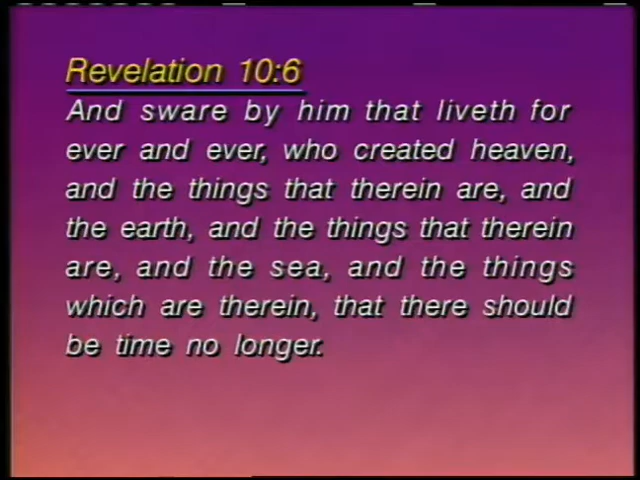 Revelation 10:6
And sware by him that liveth for
ever and ever, who created heaven,
and the things that therein are, and
the earth, and the things that therein
are, and the sea, and the things
which are therein, that there should
be time no longer.